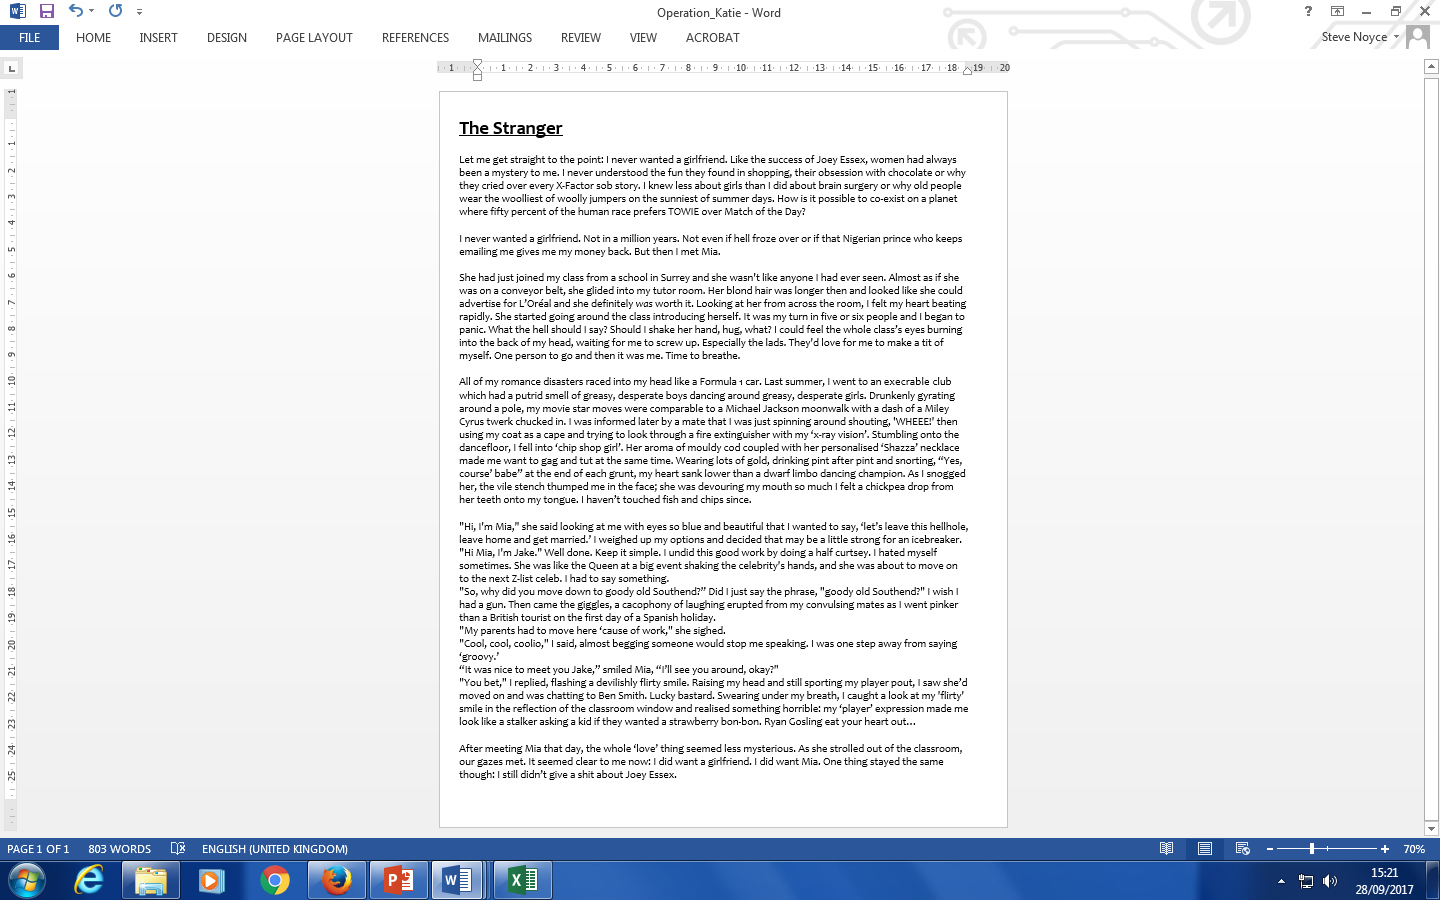 Operation_Katie - Word
FILE HOME INSERT DESIGN PAGE LAYOUT REFERENCES MAILINGS REVIEW VIEW ACROBAT
Steve Noyce
1 1 2 3 4 5 6 7 8 9 10 11 12 13 14 15 16 17 18 19 20
The Stranger
Let me get straight to the point: I never wanted a girlfriend. Like the success of Joey Essex, women had always
been a mystery to me. I never understood the fun they found in shopping, their obsession with chocolate or why
they cried over every X-Factor sob story. I knew less about girls than I did about brain surgery or why old people
wear the woolliest of woolly jumpers on the sunniest of summer days. How is it possible to co-exist on a planet
where fifty percent of the human race prefers TOWIE over Match of the Day?
I never wanted a girlfriend. Not in a million years. Not even if hell froze over or if that Nigerian prince who keeps
emailing me gives me my money back. But then I met Mia.
She had just joined my class from a school in Surrey and she wasn't like anyone I had ever seen. Almost as if she
was on a conveyor belt, she glided into my tutor room. Her blond hair was longer then and looked like she could
advertise for L'Oréal and she definitely was worth it. Looking at her from across the room, I felt my heart beating
rapidly. She started going around the class introducing herself. It was my turn in five or six people and I began to
panic. What the hell should I say? Should I shake her hand, hug, what? I could feel the whole class's eyes burning
into the back of my head, waiting for me to screw up. Especially the lads. They'd love for me to make a tit of
myself. One person to go and then it was me. Time to breathe.
All of my romance disasters raced into my head like a Formula 1 car. Last summer, I went to an execrable club
which had a putrid smell of greasy, desperate boys dancing around greasy, desperate girls. Drunkenly gyrating
around a pole, my movie star moves were comparable to a Michael Jackson moonwalk with a dash of a Miley
Cyrus twerk chucked in. I was informed later by a mate that I was just spinning around shouting, 'WHEEE!' then
using my coat as a cape and trying to look through a fire extinguisher with my ‘x-ray vision’. Stumbling onto the
dancefloor, I fell into ‘chip shop girl’. Her aroma of mouldy cod coupled with her personalised ‘Shazza’ necklace
made me want to gag and tut at the same time. Wearing lots of gold, drinking pint after pint and snorting, “Yes,
course’ babe” at the end of each grunt, my heart sank lower than a dwarf limbo dancing champion. As I snogged
her, the vile stench thumped me in the face; she was devouring my mouth so much I felt a chickpea drop from
her teeth onto my tongue. I haven’t touched fish and chips since.
"Hi, I'm Mia," she said looking at me with eyes so blue and beautiful that I wanted to say, ‘let’s leave this hellhole,
leave home and get married.’ I weighed up my options and decided that may be a little strong for an icebreaker.
"Hi Mia, I'm Jake." Well done. Keep it simple. I undid this good work by doing a half curtsey. I hated myself
sometimes. She was like the Queen at a big event shaking the celebrity's hands, and she was about to move on
to the next Z-list celeb. I had to say something.
"So, why did you move down to goody old Southend?” Did I just say the phrase, "goody old Southend?" I wish I
had a gun. Then came the giggles, a cacophony of laughing erupted from my convulsing mates as I went pinker
than a British tourist on the first day of a Spanish holiday.
"My parents had to move here ‘cause of work," she sighed.
"Cool, cool, coolio," I said, almost begging someone would stop me speaking. I was one step away from saying
‘groovy.’
“It was nice to meet you Jake,” smiled Mia, “I’ll see you around, okay?"
"You bet," I replied, flashing a devilishly flirty smile. Raising my head and still sporting my player pout, I saw she’d
moved on and was chatting to Ben Smith. Lucky bastard. Swearing under my breath, I caught a look at my 'flirty'
smile in the reflection of the classroom window and realised something horrible: my ‘player’ expression made me
look like a stalker asking a kid if they wanted a strawberry bon-bon. Ryan Gosling eat your heart out…
After meeting Mia that day, the whole ‘love’ thing seemed less mysterious. As she strolled out of the classroom,
our gazes met. It seemed clear to me now: I did want a girlfriend. I did want Mia. One thing stayed the same
though: I still didn’t give a shit about Joey Essex.
PAGE 1 OF 1 803 WORDS ENGLISH (UNITED KINGDOM) 70%
15:21
28/09/2017